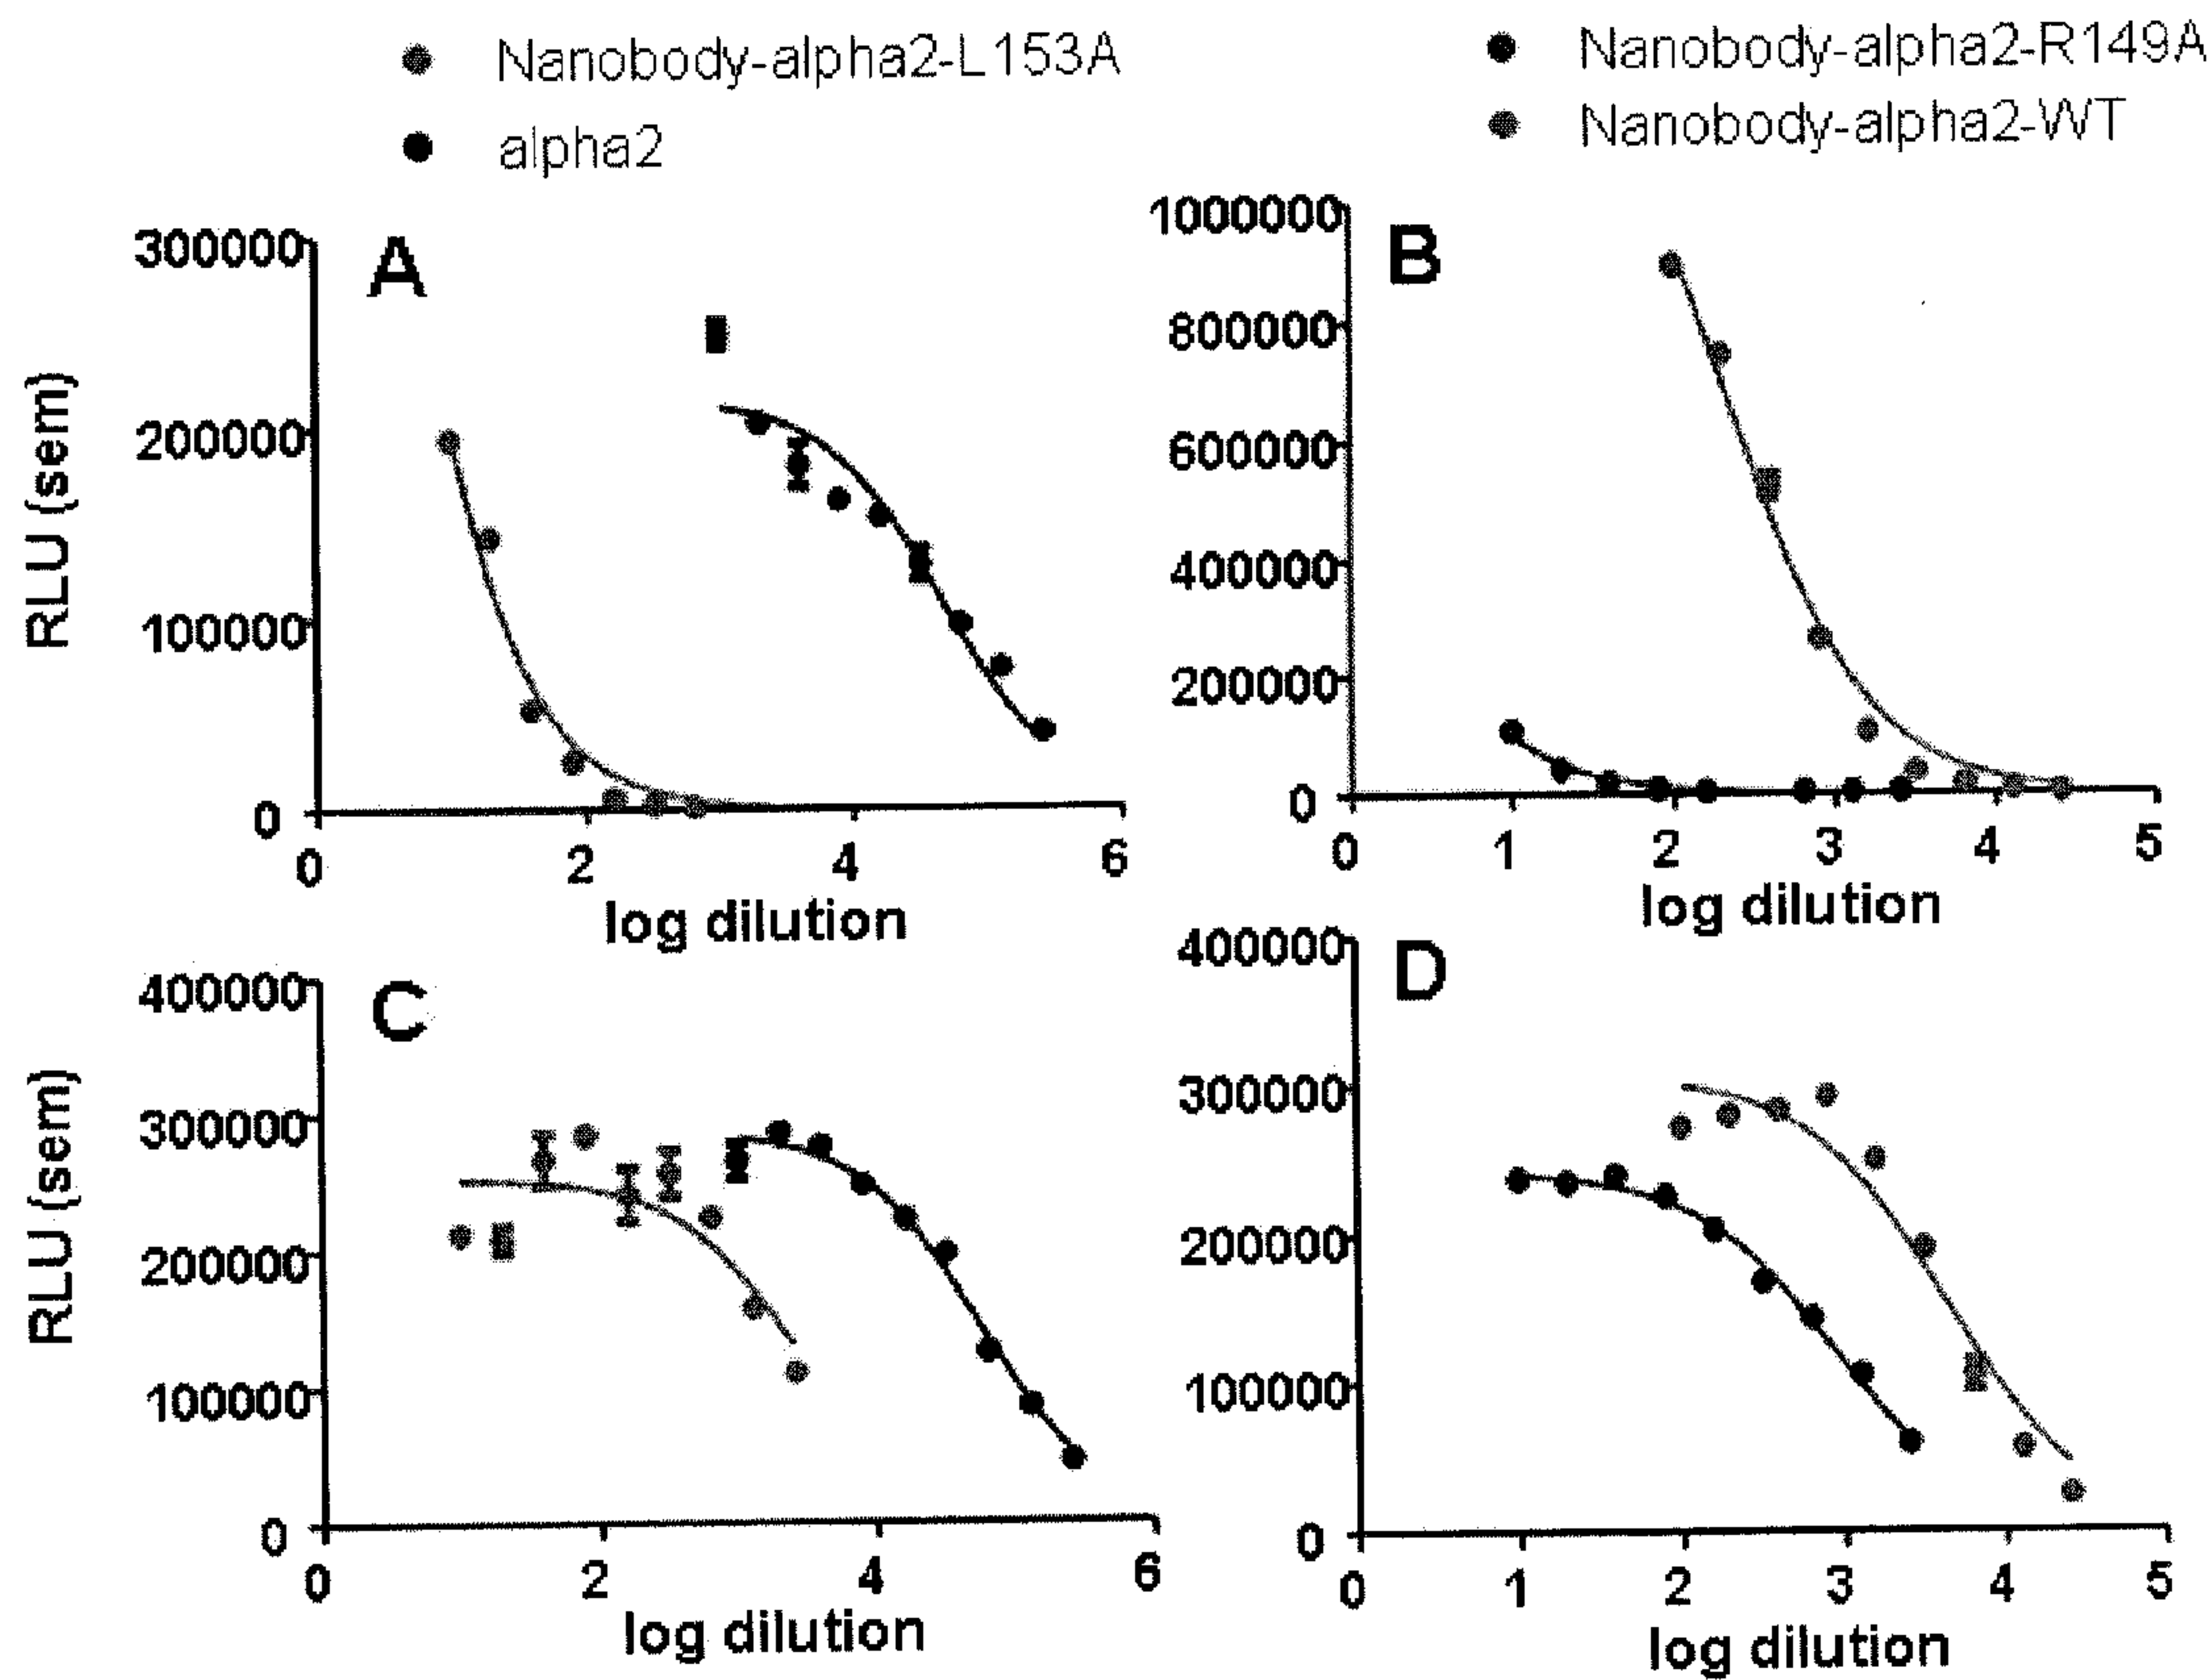 Nanobody-alpha2-L153A
alpha2
Nanobody-alpha2-R149A
Nanobody-alpha2-WT
A
RLU (sem)
300000
200000
100000
0
0 2 4 6
log dilution
B
1000000
800000
600000
400000
200000
0
0 1 2 3 4 5
log dilution
C
RLU (sem)
400000
300000
200000
100000
0
0 2 4 6
log dilution
D
400000
300000
200000
100000
0
0 1 2 3 4 5
log dilution